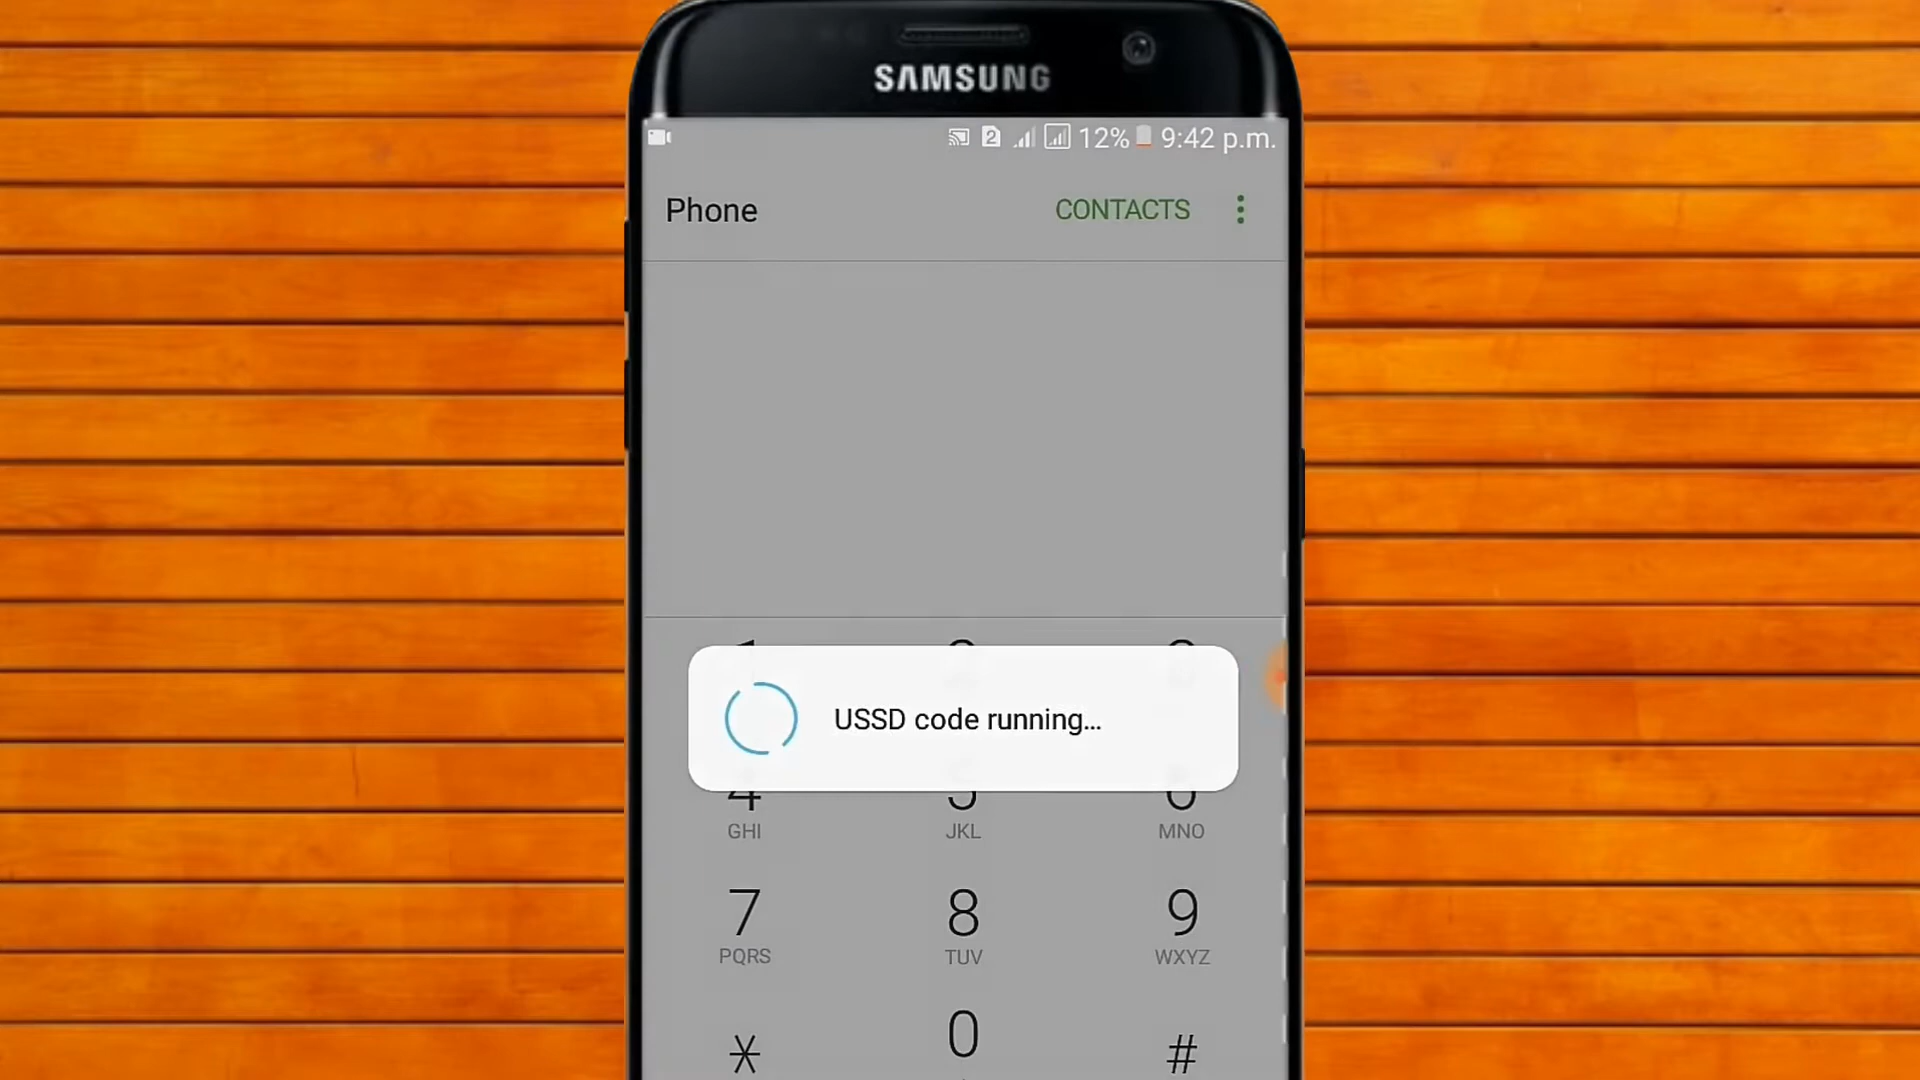 SAMSUNG
2 12% 9:42 p.m.
Phone CONTACTS
USSD code running...
4 5 6
GHI JKL MNO
7 8 9
PQRS TUV WXYZ
* 0 #